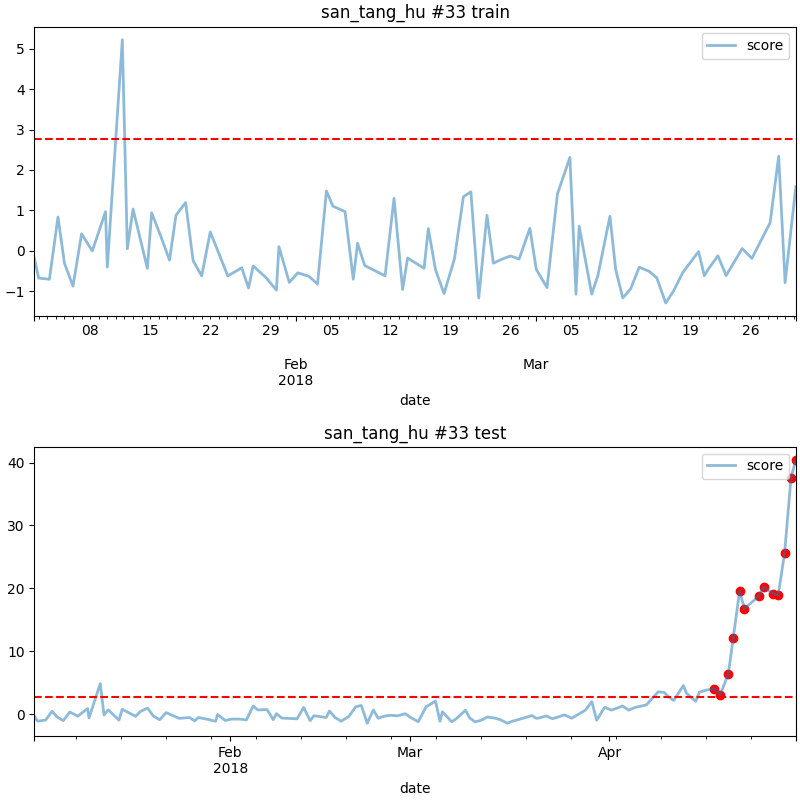 san_tang_hu #33 train
score
5
4
3
2
1
0
−1
08 15 22 29 05 12 19 26 05 12 19 26
Feb Mar
2018
date
san_tang_hu #33 test
score
40
30
20
10
0
Feb Mar Apr
2018
date